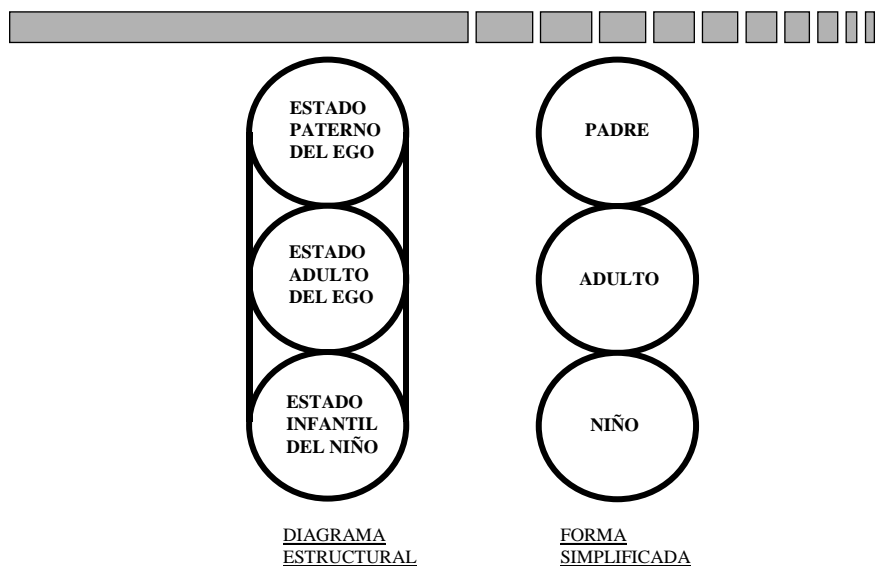 ESTADO
PATERNO
DEL EGO
PADRE
ESTADO
ADULTO
DEL EGO
ADULTO
ESTADO
INFANTIL
DEL NIÑO
NIÑO
DIAGRAMA
ESTRUCTURAL
FORMA
SIMPLIFICADA